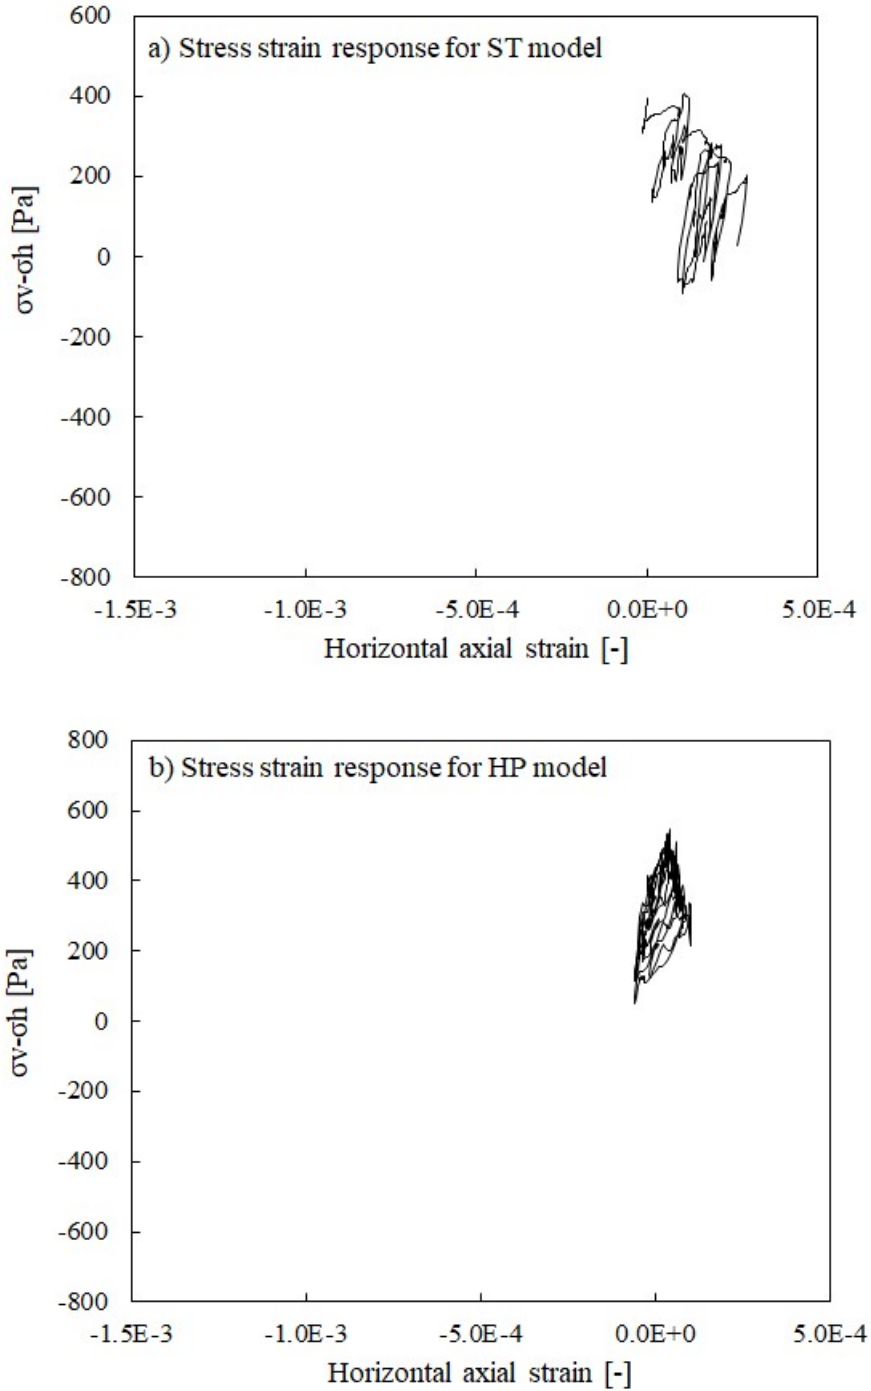 a) Stress strain response for ST model
600
400
200
0
-200
-400
-600
-800
σv-σh [Pa]
-1.5E-3 -1.0E-3 -5.0E-4 0.0E+0 5.0E-4
Horizontal axial strain [-]
b) Stress strain response for HP model
800
600
400
200
0
-200
-400
-600
-800
σv-σh [Pa]
-1.5E-3 -1.0E-3 -5.0E-4 0.0E+0 5.0E-4
Horizontal axial strain [-]